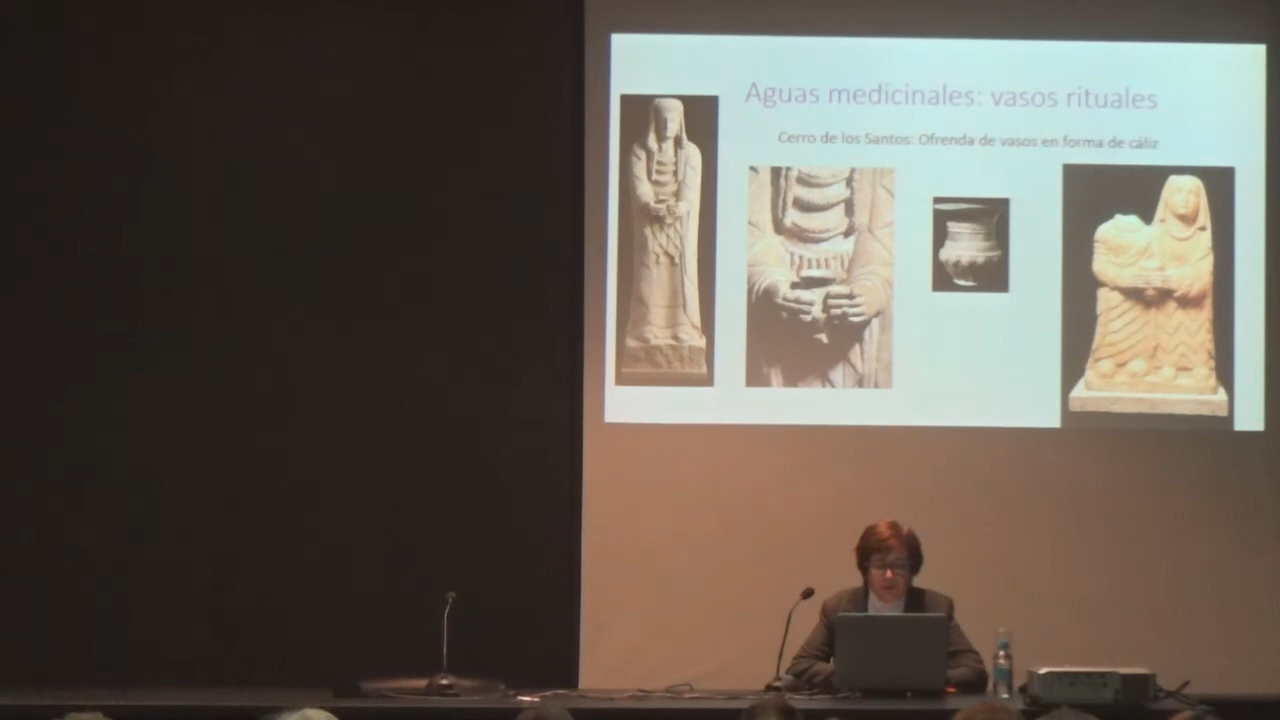 Aguas medicinales: vasos rituales
Cerro de los Santos: Ofrenda de vasos en forma de cáliz